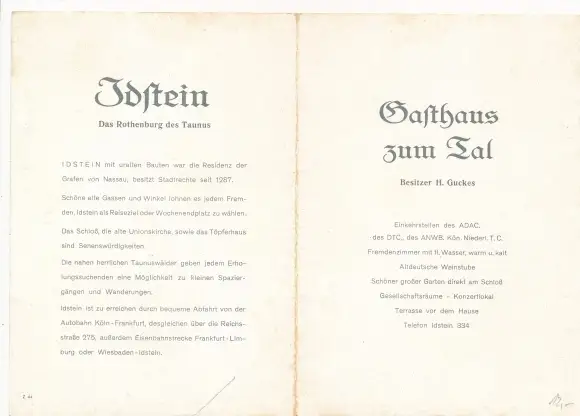 Idstein
Das Rothenburg des Taunus
IDSTEIN mit uralten Bauten war die Residenz der
Grafen von Nassau, besitzt Stadtrechte seit 1287.
Schöne alte Gassen und Winkel lohnen es jedem Frem-
den, Idstein als Reiseziel oder Wochenendplatz zu wählen.
Das Schloß, die alte Unionskirche, sowie das Töpferhaus
sind Sehenswürdigkeiten.
Die nahen herrlichen Taunuswälder geben jedem Erho-
lungssuchenden eine Möglichkeit zu kleinen Spazier-
gängen und Wanderungen.
Idstein ist zu erreichen durch bequeme Abfahrt von der
Autobahn Köln-Frankfurt, desgleichen über die Reichs-
straße 275, außerdem Eisenbahnstrecke Frankfurt-Lim-
burg oder Wiesbaden-Idstein.
Gasthaus
zum Tal
Besitzer H. Guckes
Einkehrstellen des ADAC.
des DTC., des ANWB. Kön. Niederl. T. C.
Fremdenzimmer mit fl. Wasser, warm u. kalt
Altdeutsche Weinstube
Schöner großer Garten direkt am Schloß
Gesellschaftsräume - Konzertlokal
Terrasse vor dem Hause
Telefon Idstein 334